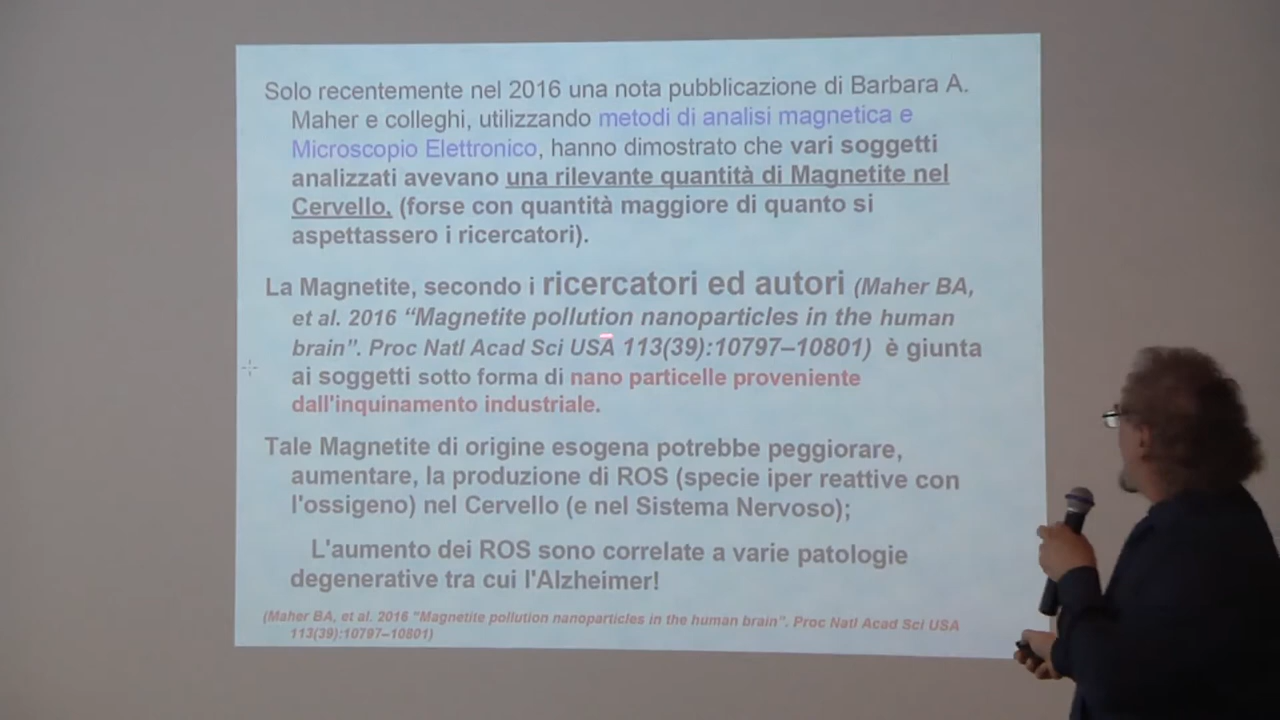 Solo recentemente nel 2016 una nota pubblicazione di Barbara A.
Maher e colleghi, utilizzando metodi di analisi magnetica e
Microscopio Elettronico, hanno dimostrato che vari soggetti
analizzati avevano una rilevante quantità di Magnetite nel
Cervello, (forse con quantità maggiore di quanto si
aspettassero i ricercatori).
La Magnetite, secondo i ricercatori ed autori (Maher BA,
et al. 2016 “Magnetite pollution nanoparticles in the human
brain”. Proc Natl Acad Sci USA 113(39):10797–10801) è giunta
ai soggetti sotto forma di nano particelle proveniente
dall'inquinamento industriale.
Tale Magnetite di origine esogena potrebbe peggiorare,
aumentare, la produzione di ROS (specie iper reattive con
l'ossigeno) nel Cervello (e nel Sistema Nervoso);
L'aumento dei ROS sono correlate a varie patologie
degenerative tra cui l'Alzheimer!
(Maher BA, et al. 2016 "Magnetite pollution nanoparticles in the human brain". Proc Natl Acad Sci USA
113(39):10797–10801)